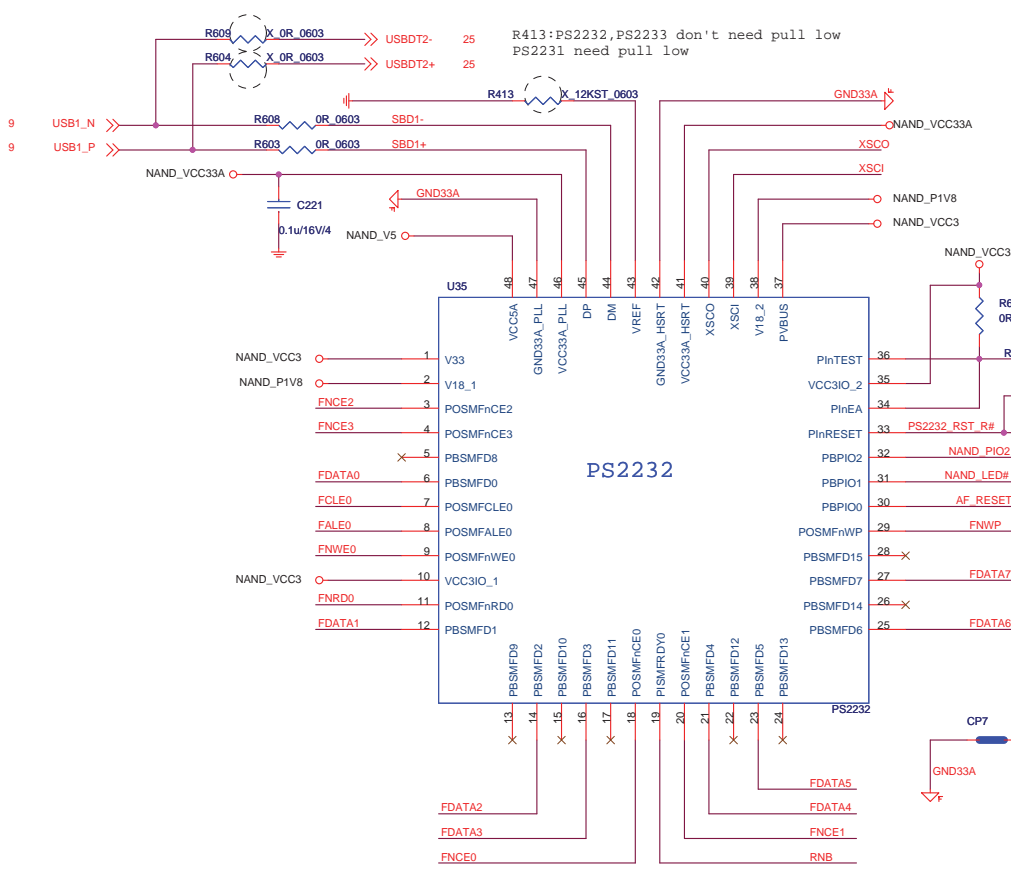 R609 X_0R_0603 USBDT2- 25
R604 X_0R_0603 USBDT2+ 25
R413:PS2232,PS2233 don't need pull low
PS2231 need pull low
R413 X_12KST_0603
GND33A
F
9 USB1_N
R608 0R_0603 SBD1-
NAND_VCC33A
9 USB1_P
R603 0R_0603 SBD1+
XSCO
NAND_VCC33A
XSCI
GND33A
F
NAND_P1V8
C221
0.1u/16V/4
NAND_V5
NAND_VCC3
NAND_VCC3
U35
48 47 46 45 44 43 42 41 40 39 38 37
VCC5A
GND33A_PLL
VCC33A_PLL
DP
DM
VREF
GND33A_HSRT
VCC33A_HSRT
XSCO
XSCI
V18_2
PVBUS
R6
0R
R
NAND_VCC3 1 V33
NAND_P1V8 2 V18_1
FNCE2 3 POSMFnCE2
FNCE3 4 POSMFnCE3
5 PBSMFD8
FDATA0 6 PBSMFD0
FCLE0 7 POSMFCLE0
FALE0 8 POSMFALE0
FNWE0 9 POSMFnWE0
NAND_VCC3 10 VCC3IO_1
FNRD0 11 POSMFnRD0
FDATA1 12 PBSMFD1
PS2232
PInTEST 36
VCC3IO_2 35
PInEA 34
PInRESET 33 PS2232_RST_R#
PBPIO2 32 NAND_PIO2
PBPIO1 31 NAND_LED#
PBPIO0 30 AF_RESET
POSMFnWP 29 FNWP
PBSMFD15 28
PBSMFD7 27 FDATA7
PBSMFD14 26
PBSMFD6 25 FDATA6
PBSMFD9
PBSMFD2
PBSMFD10
PBSMFD3
PBSMFD11
POSMFnCE0
PISMFRDY0
POSMFnCE1
PBSMFD4
PBSMFD12
PBSMFD5
PBSMFD13
13 14 15 16 17 18 19 20 21 22 23 24
PS2232
CP7
GND33A
F
FDATA5
FDATA2
FDATA4
FDATA3
FNCE1
FNCE0
RNB